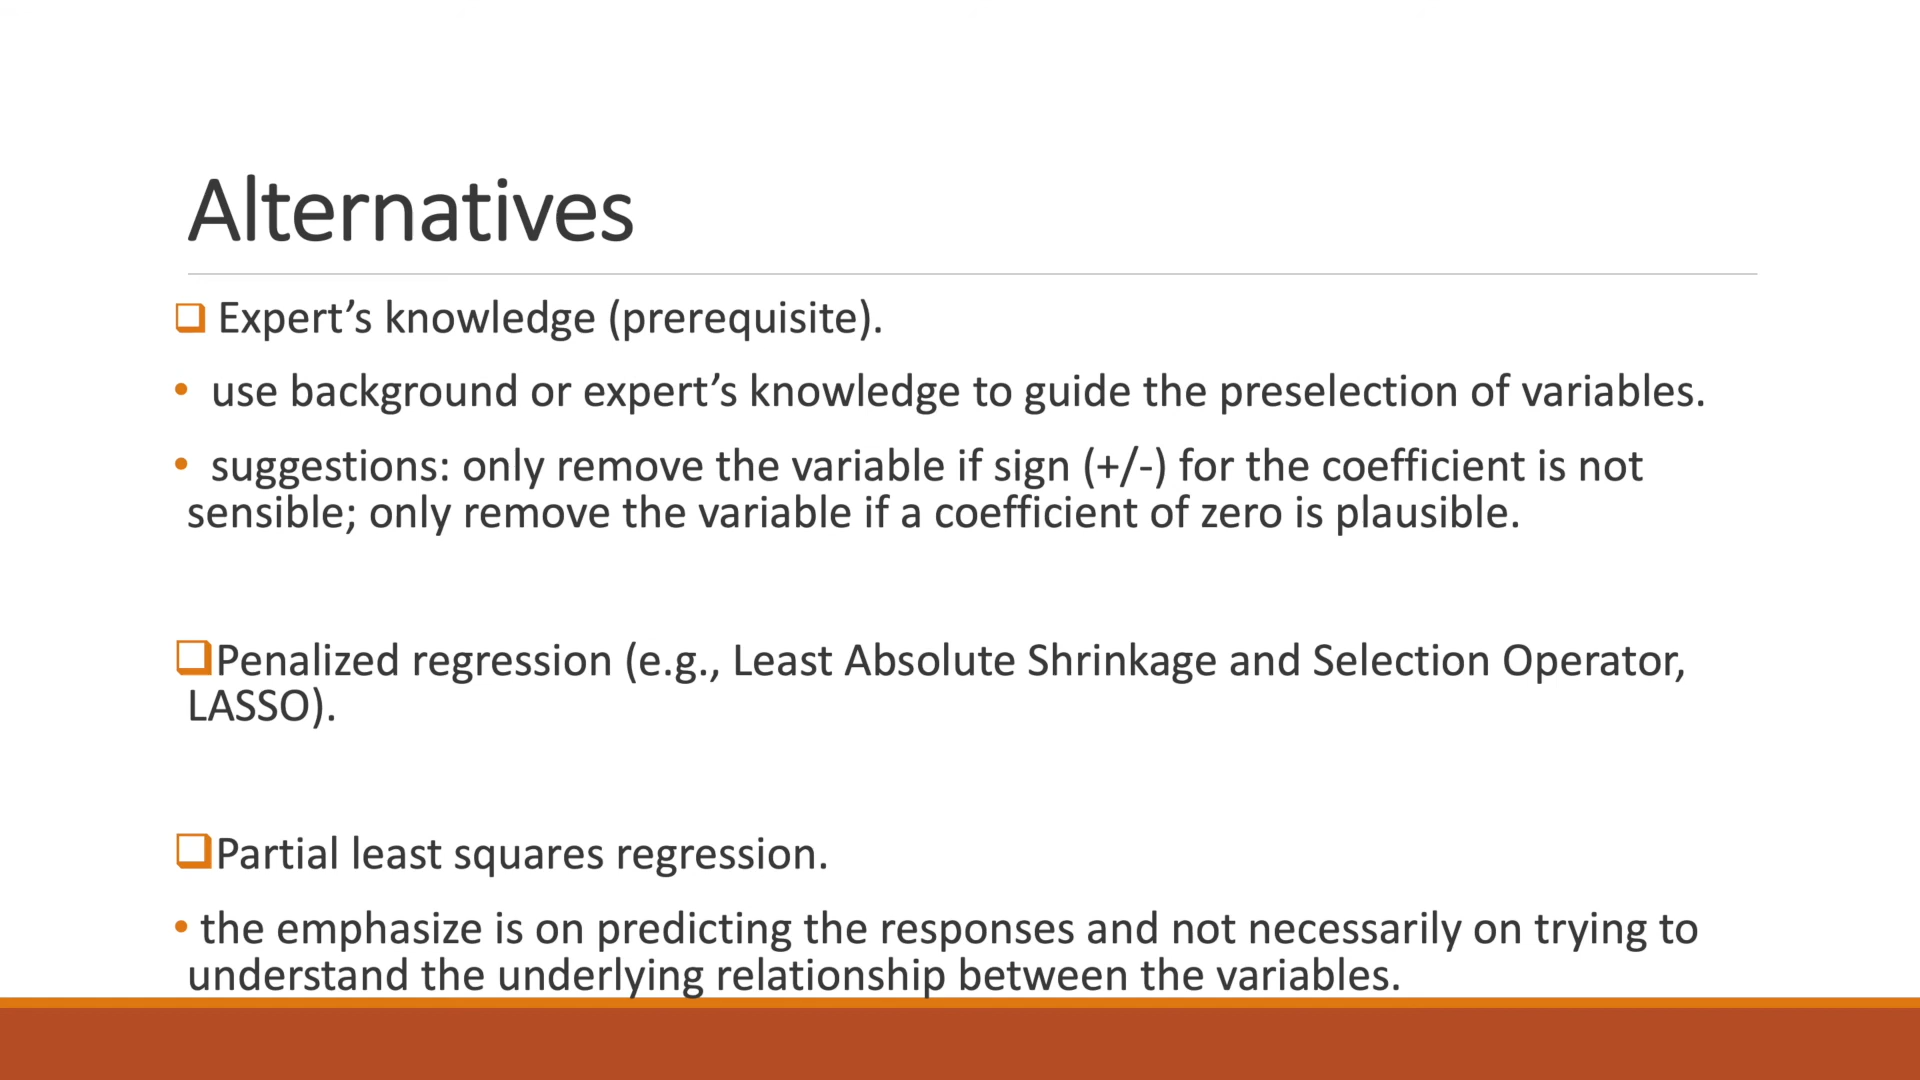 Alternatives
Expert’s knowledge (prerequisite).
use background or expert’s knowledge to guide the preselection of variables.
suggestions: only remove the variable if sign (+/-) for the coefficient is not
sensible; only remove the variable if a coefficient of zero is plausible.
Penalized regression (e.g., Least Absolute Shrinkage and Selection Operator,
LASSO).
Partial least squares regression.
the emphasize is on predicting the responses and not necessarily on trying to
understand the underlying relationship between the variables.